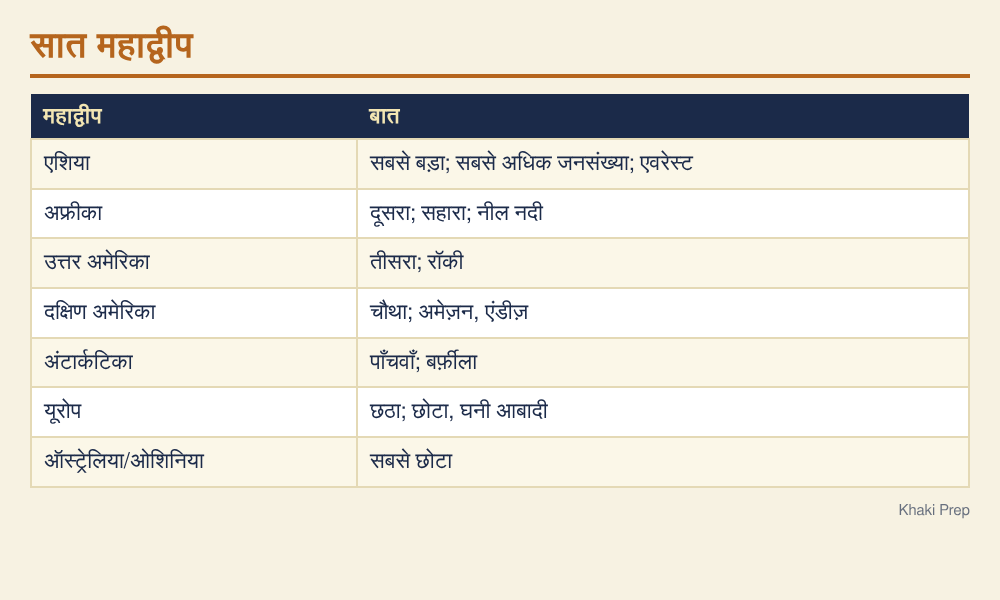 सात महाद्वीप
महाद्वीप बात
एशिया सबसे बड़ा; सबसे अधिक जनसंख्या; एवरेस्ट
अफ्रीका दूसरा; सहारा; नील नदी
उत्तर अमेरिका तीसरा; रॉकी
दक्षिण अमेरिका चौथा; अमेज़न, एंडीज़
अंटार्कटिका पाँचवाँ; बर्फ़ीला
यूरोप छठा; छोटा, घनी आबादी
ऑस्ट्रेलिया/ओशिनिया सबसे छोटा
Khaki Prep